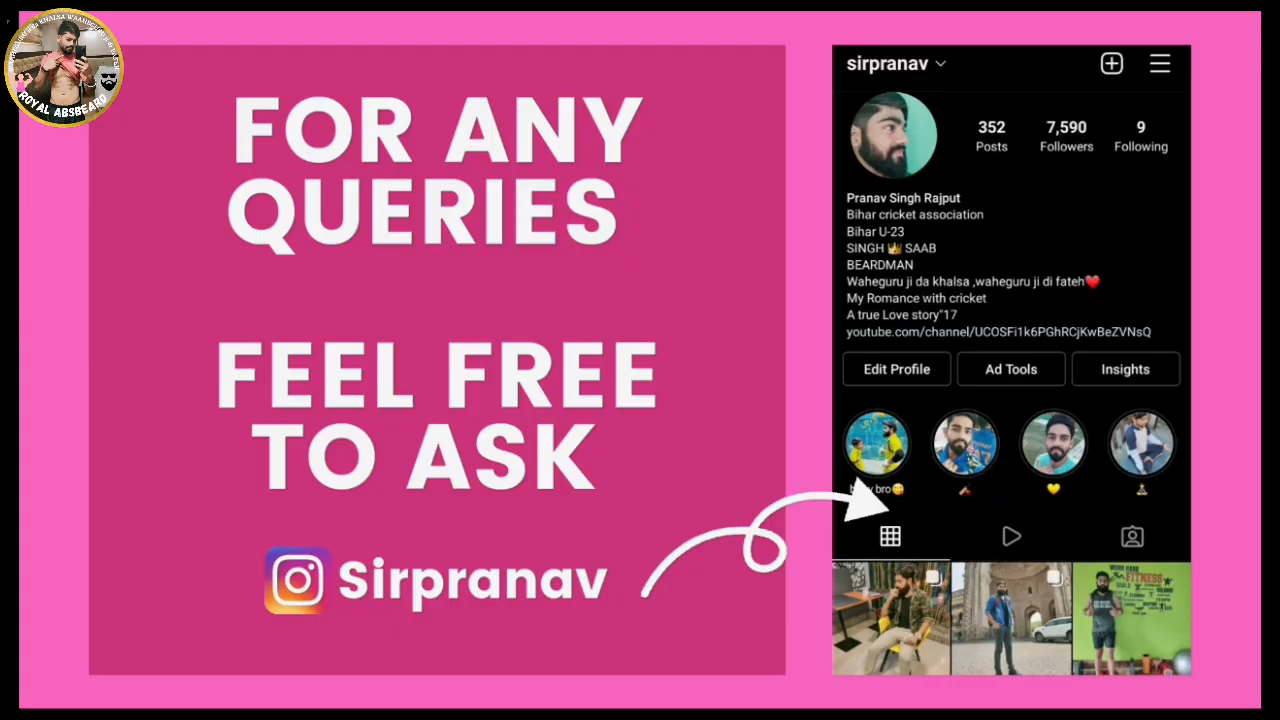 ROYAL ABSBEARD
FOR ANY
QUERIES
FEEL FREE
TO ASK
Sirpranav
sirpranav
352
7,590
9
Posts
Followers
Following
Pranav Singh Rajput
Bihar cricket association
Bihar U-23
SINGH 👑 SAAB
BEARDMAN
Waheguru ji da khalsa ,waheguru ji di fateh❤️
My Romance with cricket
A true Love story"17
youtube.com/channel/UCOSFi1k6PGhRCjKwBeZVNsQ
Edit Profile
Ad Tools
Insights
bro😋
FITNESS